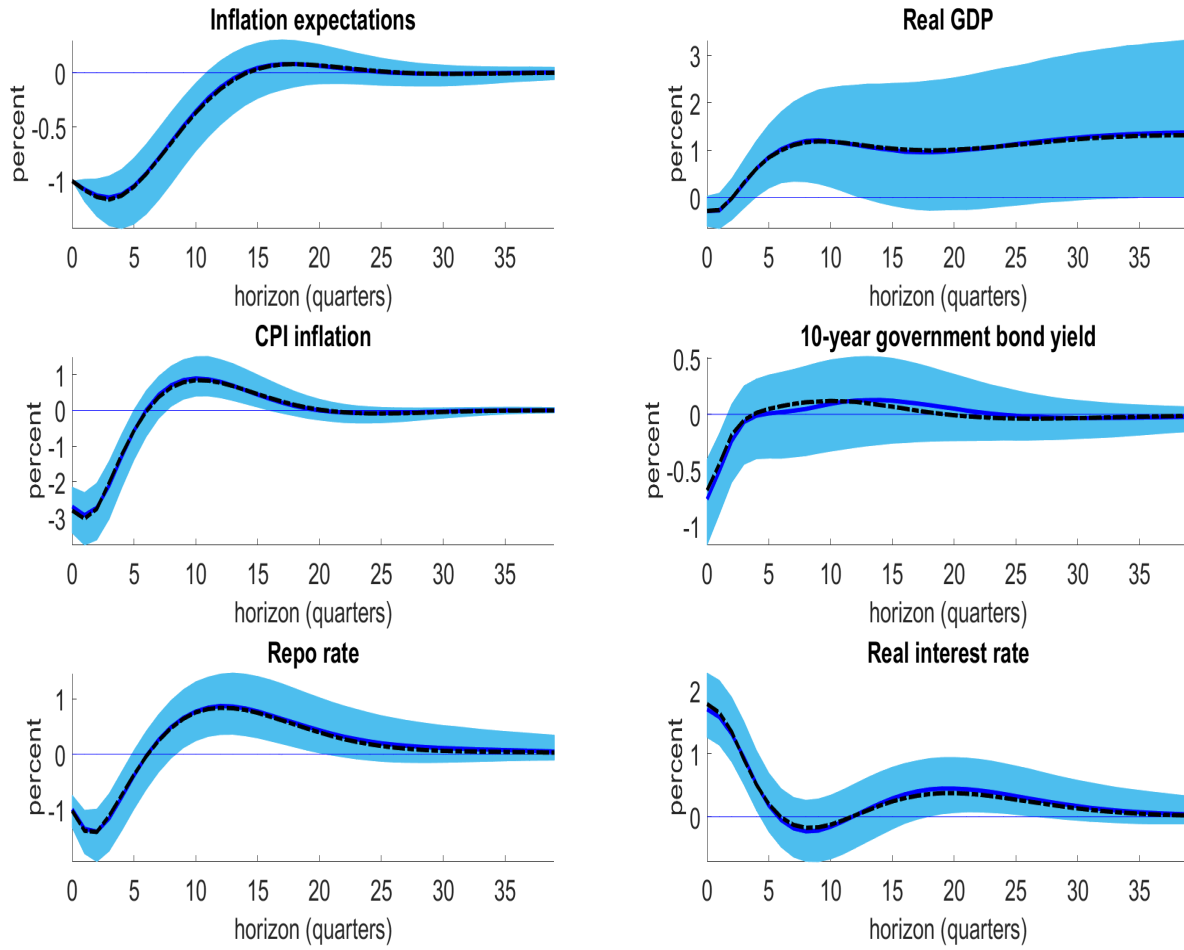 Inflation expectations
percent
0
-0.5
-1
0 5 10 15 20 25 30 35
horizon (quarters)
Real GDP
percent
3
2
1
0
0 5 10 15 20 25 30 35
horizon (quarters)
CPI inflation
percent
1
0
-1
-2
-3
0 5 10 15 20 25 30 35
horizon (quarters)
10-year government bond yield
percent
0.5
0
-0.5
-1
0 5 10 15 20 25 30 35
horizon (quarters)
Repo rate
percent
1
0
-1
0 5 10 15 20 25 30 35
horizon (quarters)
Real interest rate
percent
2
1
0
0 5 10 15 20 25 30 35
horizon (quarters)